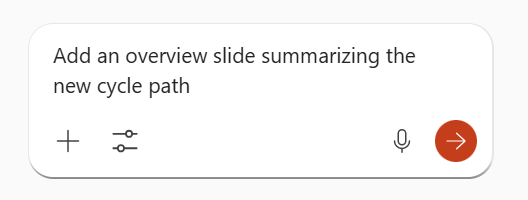 Add an overview slide summarizing the
new cycle path